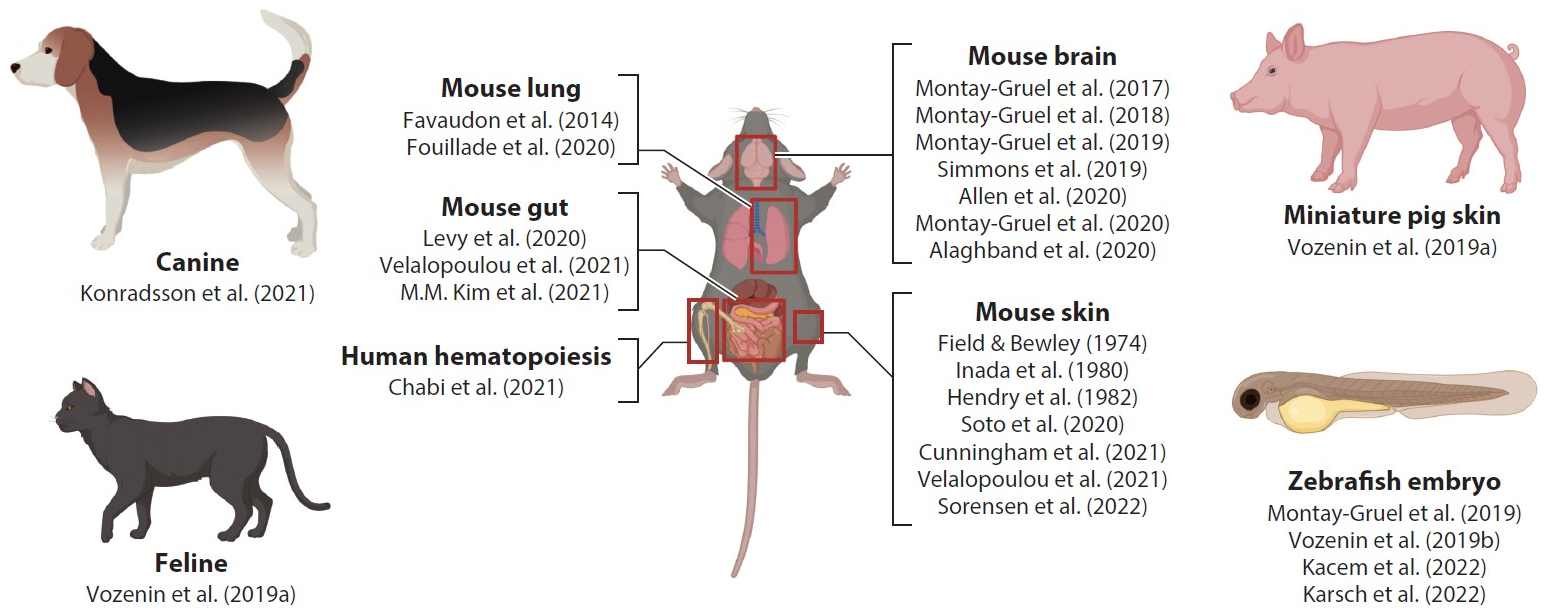 Canine
Konradsson et al. (2021)
Feline
Vozenin et al. (2019a)
Mouse lung
Favaudon et al. (2014)
Fouillade et al. (2020)
Mouse gut
Levy et al. (2020)
Velalopoulou et al. (2021)
M.M. Kim et al. (2021)
Human hematopoiesis
Chabi et al. (2021)
Mouse brain
Montay-Gruel et al. (2017)
Montay-Gruel et al. (2018)
Montay-Gruel et al. (2019)
Simmons et al. (2019)
Allen et al. (2020)
Montay-Gruel et al. (2020)
Alaghband et al. (2020)
Mouse skin
Field & Bewley (1974)
Inada et al. (1980)
Hendry et al. (1982)
Soto et al. (2020)
Cunningham et al. (2021)
Velalopoulou et al. (2021)
Sorensen et al. (2022)
Miniature pig skin
Vozenin et al. (2019a)
Zebrafish embryo
Montay-Gruel et al. (2019)
Vozenin et al. (2019b)
Kacem et al. (2022)
Karsch et al. (2022)